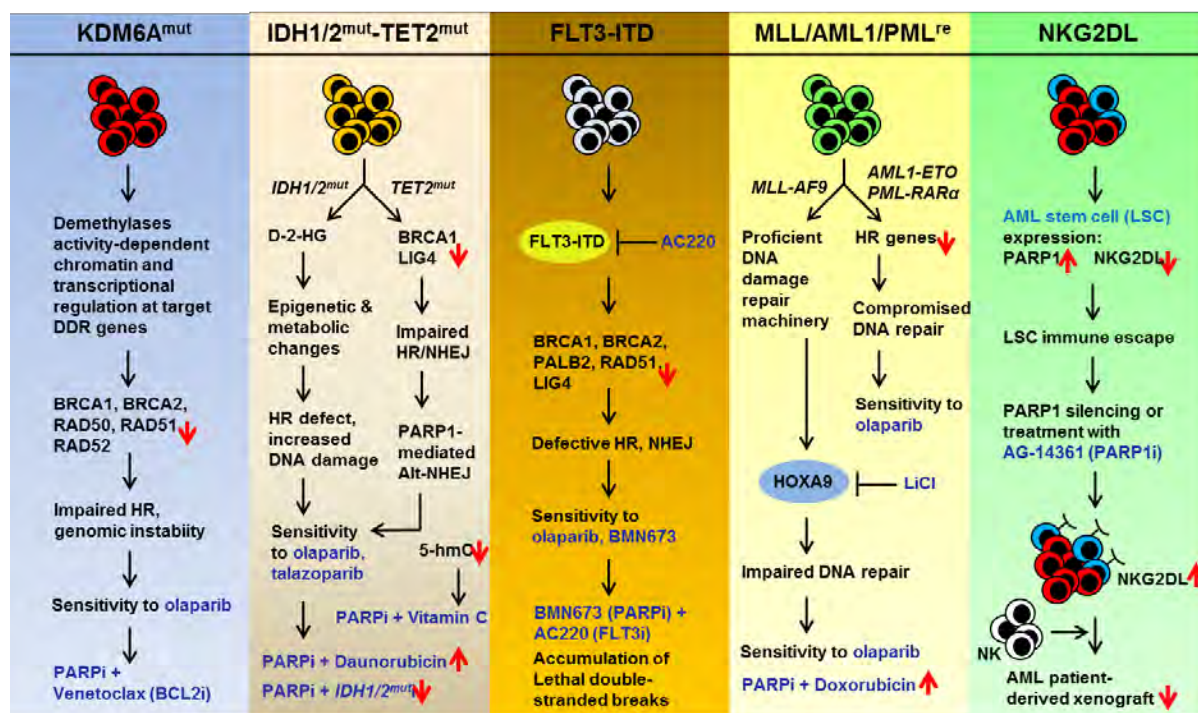 KDM6Amut
Demethylases
activity-dependent
chromatin and
transcriptional
regulation at target
DDR genes
BRCA1, BRCA2,
RAD50, RAD51,
RAD52
Impaired HR,
genomic instabiity
Sensitivity to olaparib
PARPi +
Venetoclax (BCL2i)
IDH1/2mut-TET2mut
IDH1/2mut
TET2mut
D-2-HG
Epigenetic &
metabolic
changes
HR defect,
increased
DNA damage
BRCA1
LIG4
Impaired
HR/NHEJ
PARP1-
mediated
Alt-NHEJ
Sensitivity
to olaparib,
talazoparib
5-hmC
PARPi + Vitamin C
PARPi + Daunorubicin
PARPi + IDH1/2muti
FLT3-ITD
FLT3-ITD
AC220
BRCA1, BRCA2,
PALB2, RAD51,
LIG4
Defective HR, NHEJ
Sensitivity to
olaparib, BMN673
BMN673 (PARPi) +
AC220 (FLT3i)
Accumulation of
Lethal double-
stranded breaks
MLL/AML1/PMLre
MLL-AF9
AML1-ETO
PML-RARα
Proficient
DNA
damage
repair
machinery
HR genes
Compromised
DNA repair
Sensitivity to
olaparib
HOXA9
LiCl
Impaired DNA repair
Sensitivity to olaparib
PARPi + Doxorubicin
NKG2DL
AML stem cell (LSC)
expression:
PARP1 NKG2DL
LSC immune escape
PARP1 silencing or
treatment with
AG-14361 (PARP1i)
NKG2DL
NK
AML patient-
derived xenograft